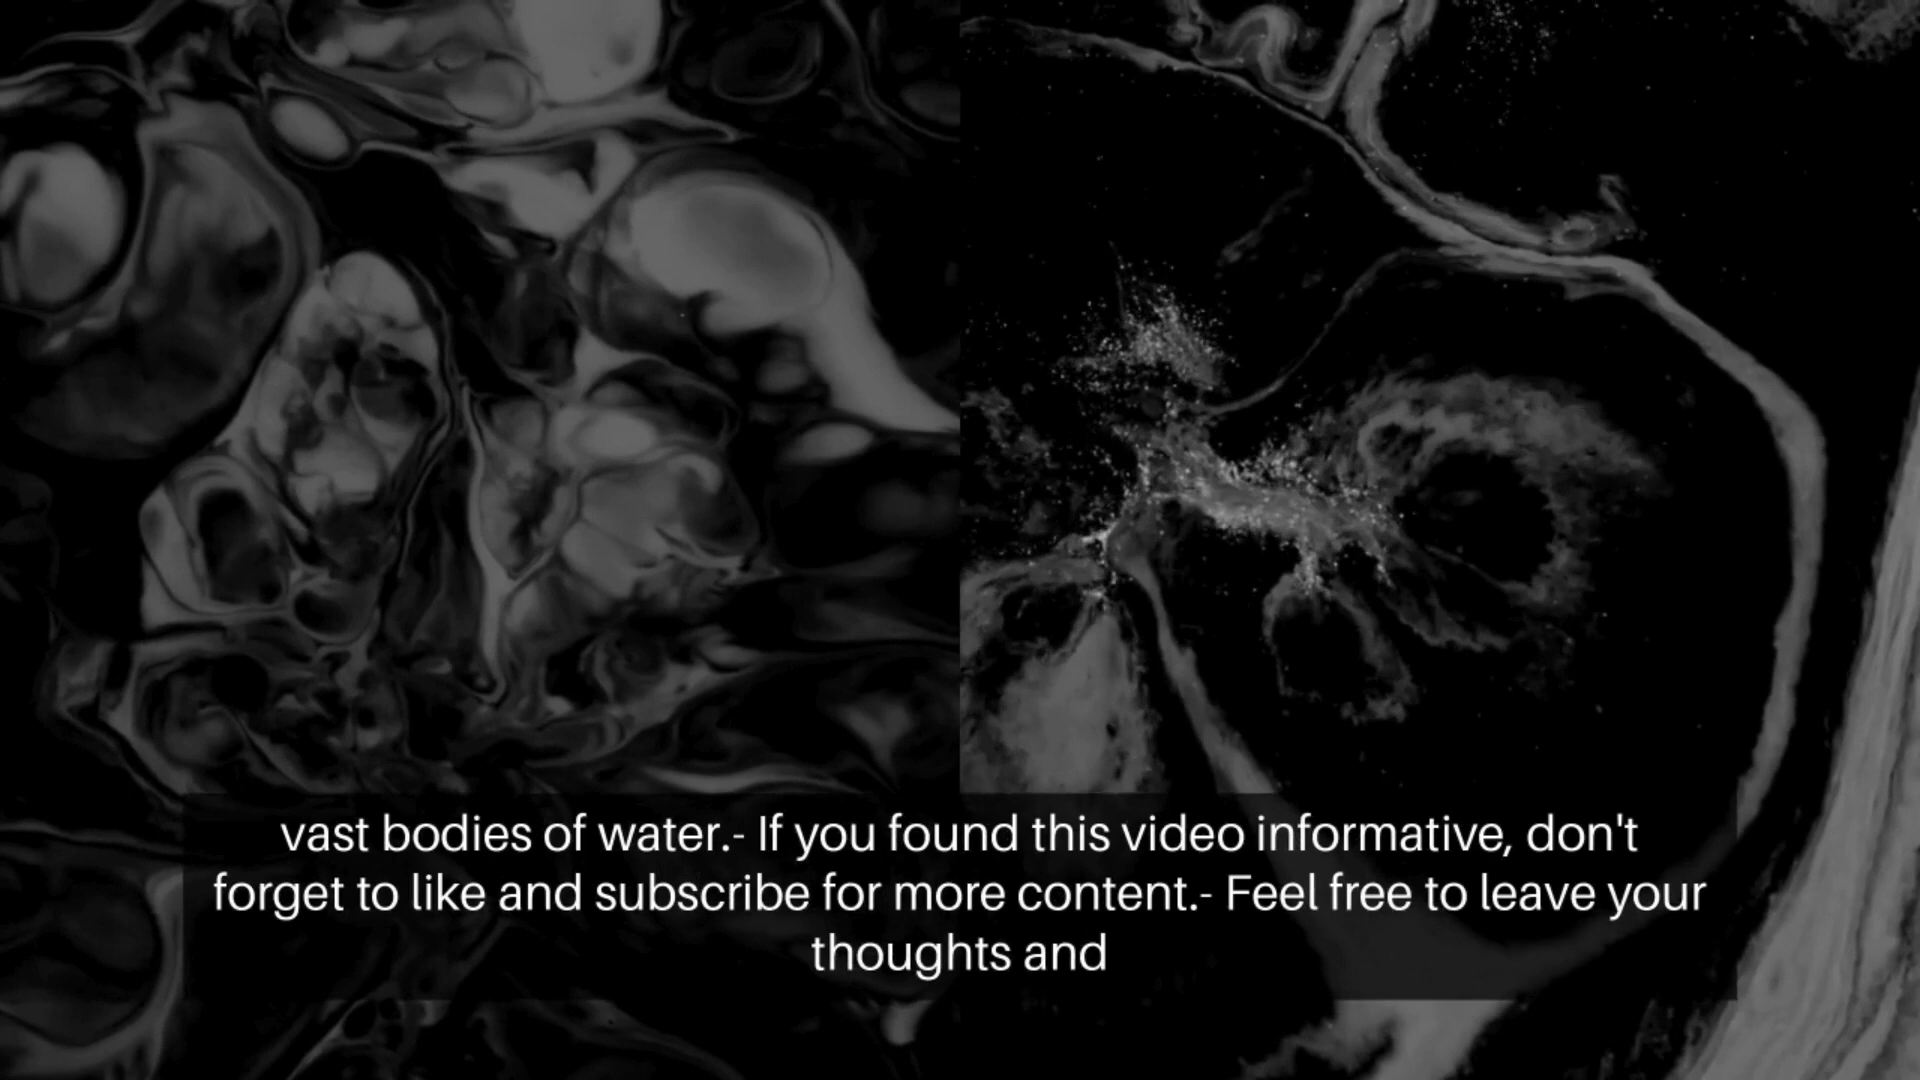 vast bodies of water.- If you found this video informative, don't
forget to like and subscribe for more content.- Feel free to leave your
thoughts and